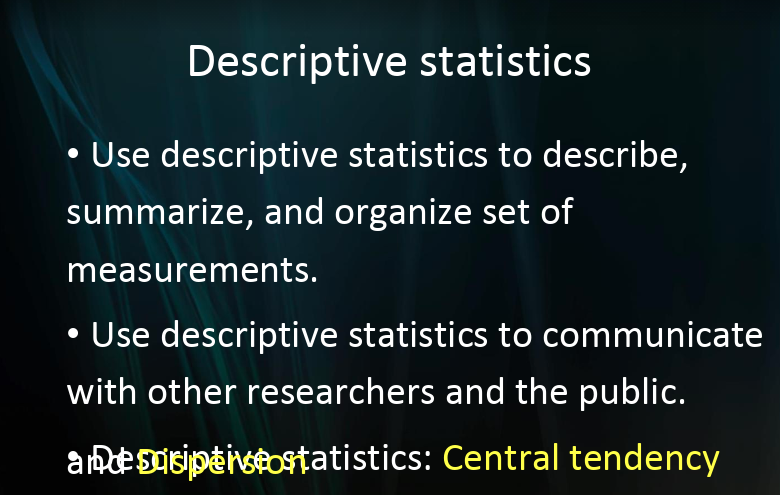 Descriptive statistics
• Use descriptive statistics to describe,
summarize, and organize set of
measurements.
• Use descriptive statistics to communicate
with other researchers and the public.
• Descriptive statistics: Central tendency
and Dispersion